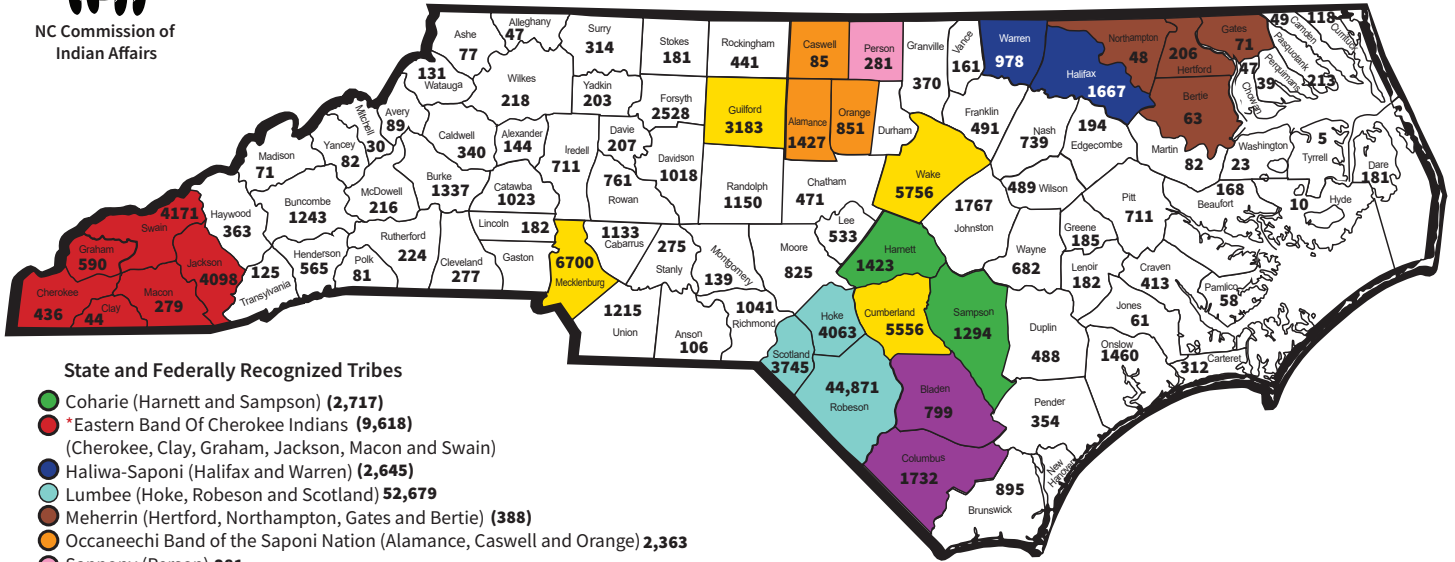 NC Commission of
Indian Affairs
Ashe
77
Alleghany
47
Surry
314
Stokes
181
Rockingham
441
Caswell
85
Person
281
Granville
370
Vance
161
Warren
978
Northampton
48
Halifax
1667
206
Hertford
Gates
71
49
Camden
118
Currituck
Pasquotank
213
Perquimans
39
47
Chowan
Bertie
63
131
Watauga
Wilkes
218
Yadkin
203
Forsyth
2528
Guilford
3183
Alamance
1427
Orange
851
Durham
Franklin
491
Nash
739
194
Edgecombe
Martin
82
Washington
23
5
Tyrrell
Dare
181
Mitchell
30
Avery
89
Yancey
82
Madison
71
Caldwell
340
Alexander
144
Iredell
711
Davie
207
Davidson
1018
Randolph
1150
Chatham
471
Wake
5756
1767
Johnston
489 Wilson
Pitt
711
168
Beaufort
10
Hyde
Buncombe
1243
McDowell
216
Burke
1337
Catawba
1023
761
Rowan
Lee
533
Harnett
1423
Wayne
682
Greene
185
Lenoir
182
Craven
413
Pamlico
58
Jones
61
4171
Swain
Haywood
363
Graham
590
Jackson
4098
Cherokee
436
Clay
44
Macon
279
125
Transylvania
Henderson
565
Polk
81
Rutherford
224
Cleveland
277
Lincoln 182
Gaston
6700
Mecklenburg
1133
Cabarrus
275
Stanly
Montgomery
139
Moore
825
1215
Union
Anson
106
1041
Richmond
Hoke
4063
Cumberland
5556
Sampson
1294
Duplin
488
Onslow
1460
Carteret
312
Scotland
3745
44,871
Robeson
Bladen
799
Pender
354
Columbus
1732
895
Brunswick
New
Hanover
State and Federally Recognized Tribes
Coharie (Harnett and Sampson) (2,717)
*Eastern Band Of Cherokee Indians (9,618)
(Cherokee, Clay, Graham, Jackson, Macon and Swain)
Haliwa-Saponi (Halifax and Warren) (2,645)
Lumbee (Hoke, Robeson and Scotland) 52,679
Meherrin (Hertford, Northampton, Gates and Bertie) (388)
Occaneechi Band of the Saponi Nation (Alamance, Caswell and Orange) 2,363